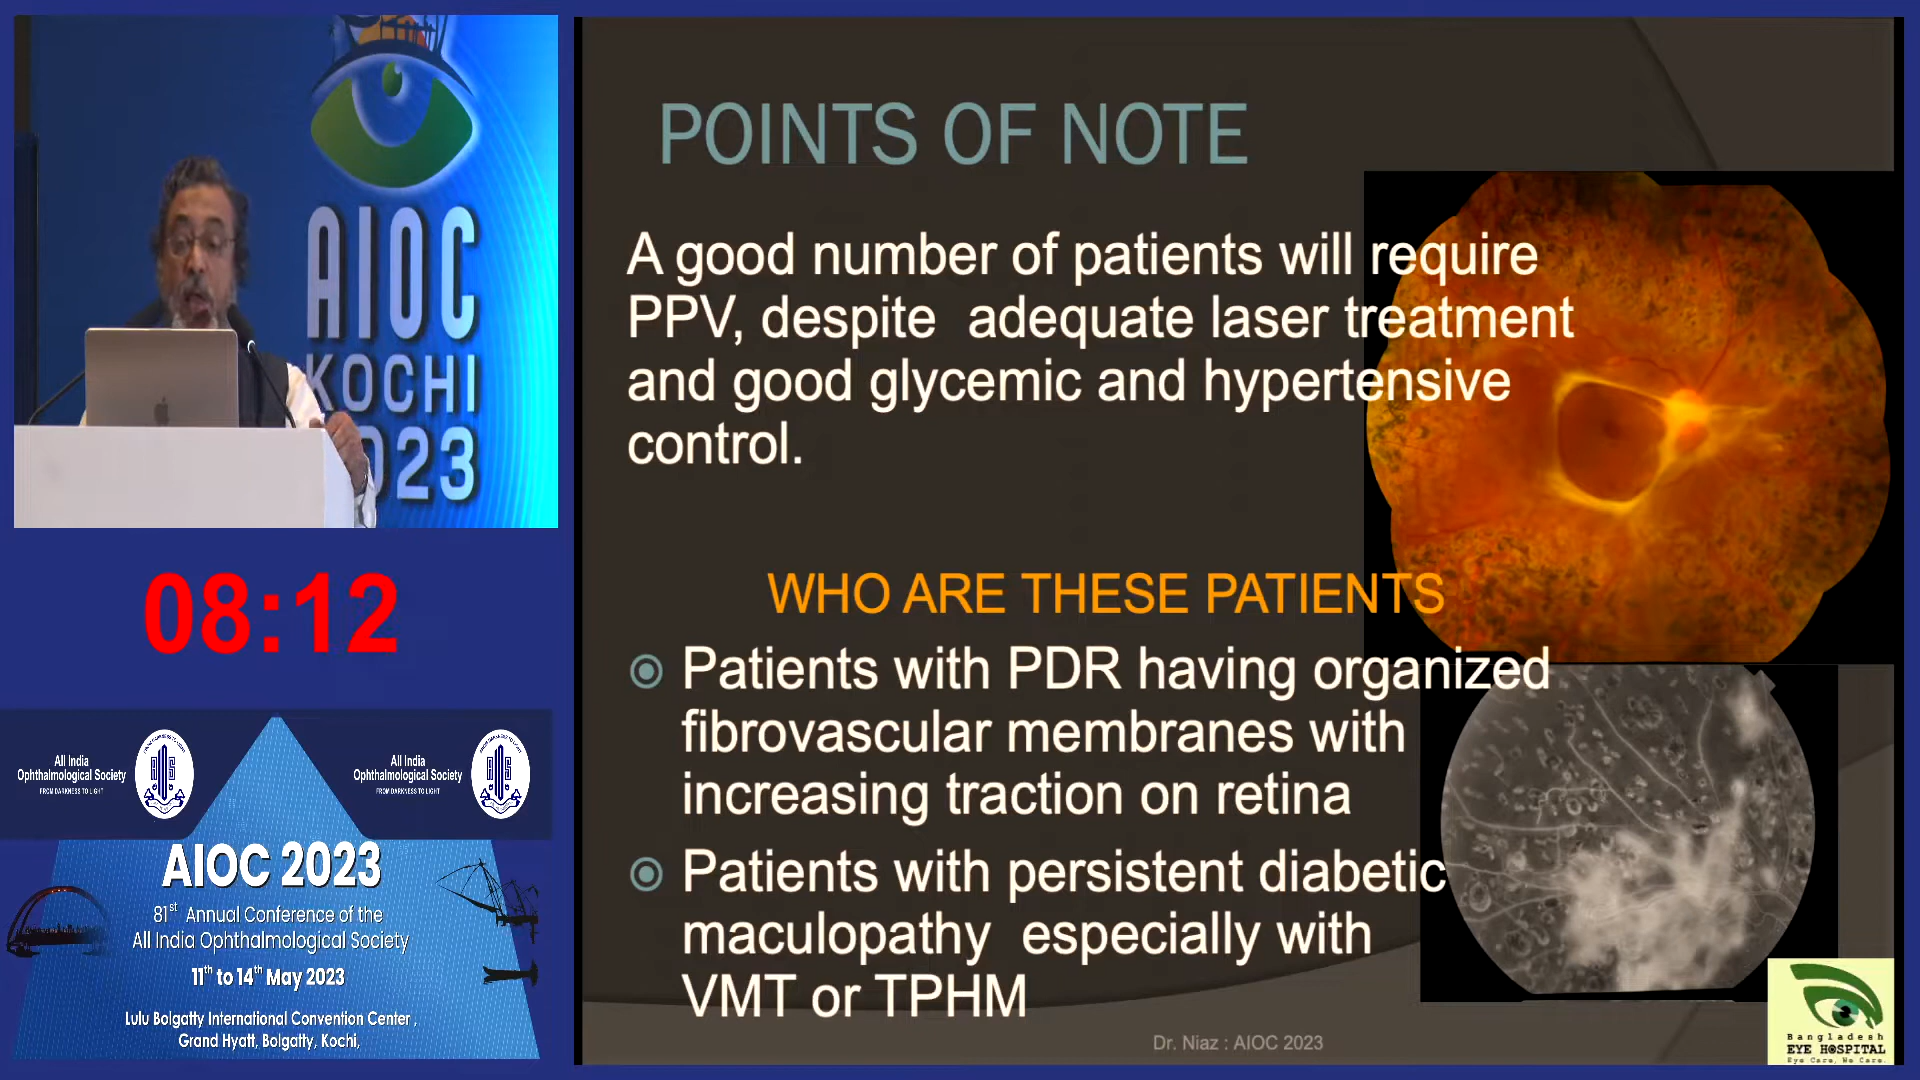 AIOC
KOCHI
2023
08:12
All India
Ophthalmological Society
FROM DARKNESS TO LIGHT
All India
Ophthalmological Society
FROM DARKNESS TO LIGHT
AIOC 2023
81st Annual Conference of the
All India Ophthalmological Society
11th to 14th May 2023
Lulu Bolgatty International Convention Center ,
Grand Hyatt, Bolgatty, Kochi,
POINTS OF NOTE
A good number of patients will require
PPV, despite adequate laser treatment
and good glycemic and hypertensive
control.
WHO ARE THESE PATIENTS
Patients with PDR having organized
fibrovascular membranes with
increasing traction on retina
Patients with persistent diabetic
maculopathy especially with
VMT or TPHM
Dr. Niaz : AIOC 2023
Bangladesh
EYE HOSPITAL
Eye Care, We Care.